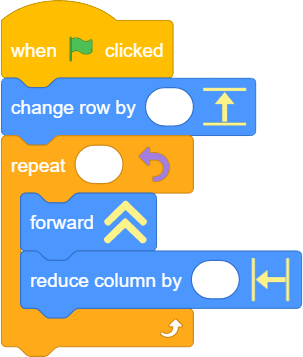 when clicked
change row by
repeat
forward
reduce column by